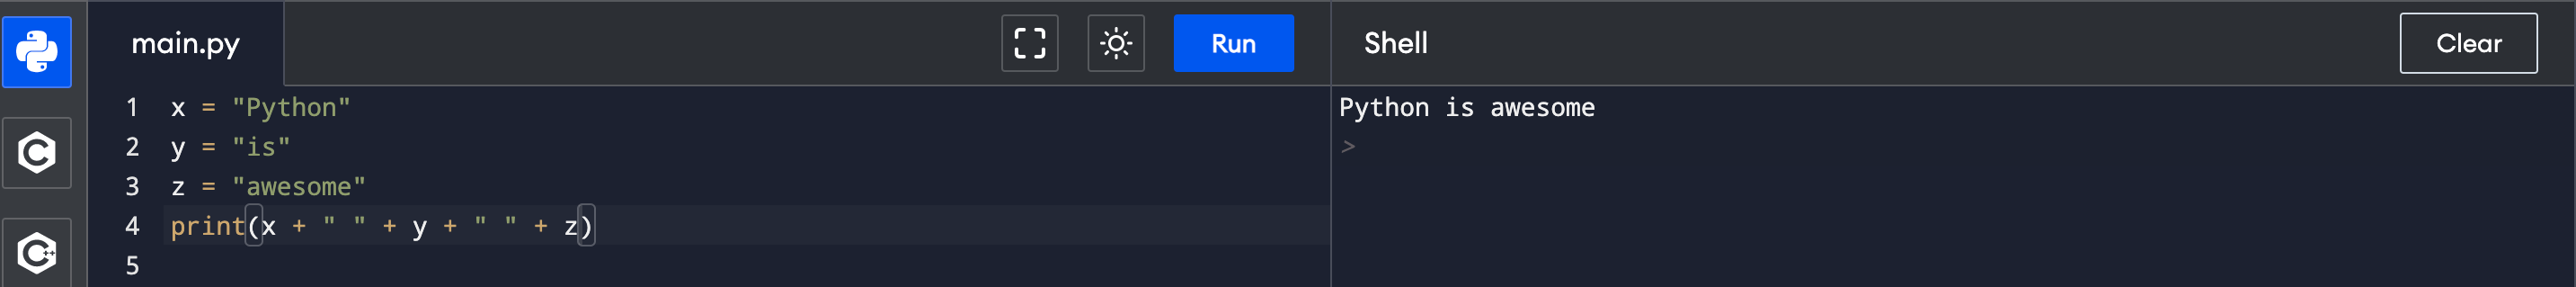 main.py
Run
Shell
Clear
1 x = "Python"
2 y = "is"
3 z = "awesome"
4 print(x + " " + y + " " + z)
5
Python is awesome
>
C
C++